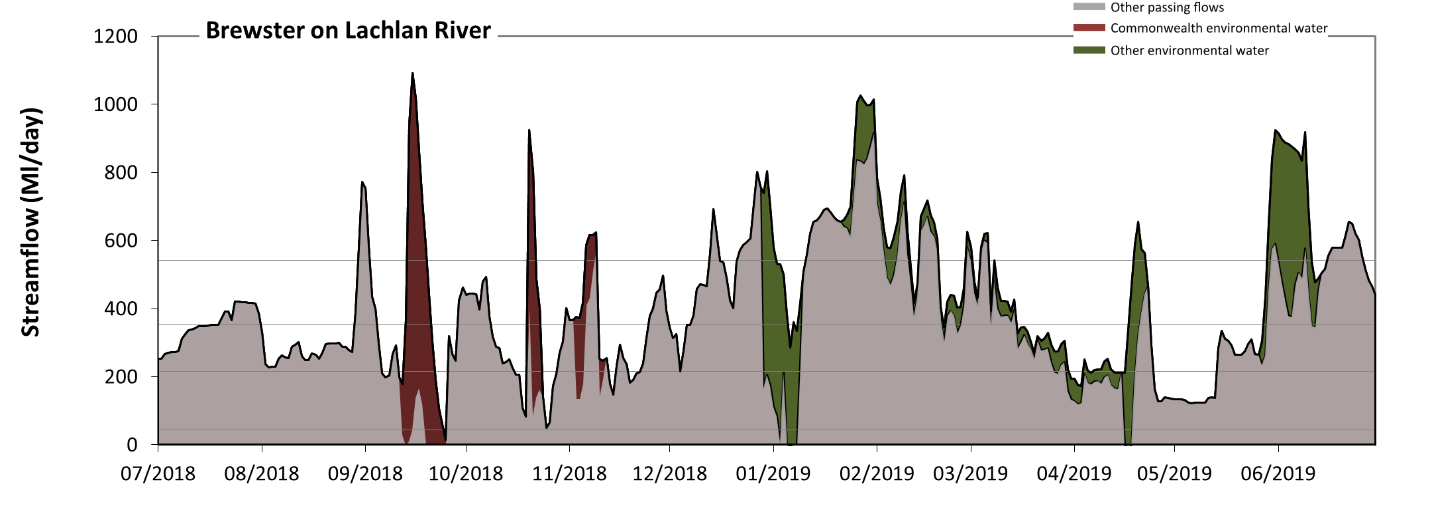 Other passing flows
Brewster on Lachlan River
Commonwealth environmental water
Other environmental water
Streamflow (Ml/day)
1200
1000
800
600
400
200
0
07/2018 08/2018 09/2018 10/2018 11/2018 12/2018 01/2019 02/2019 03/2019 04/2019 05/2019 06/2019